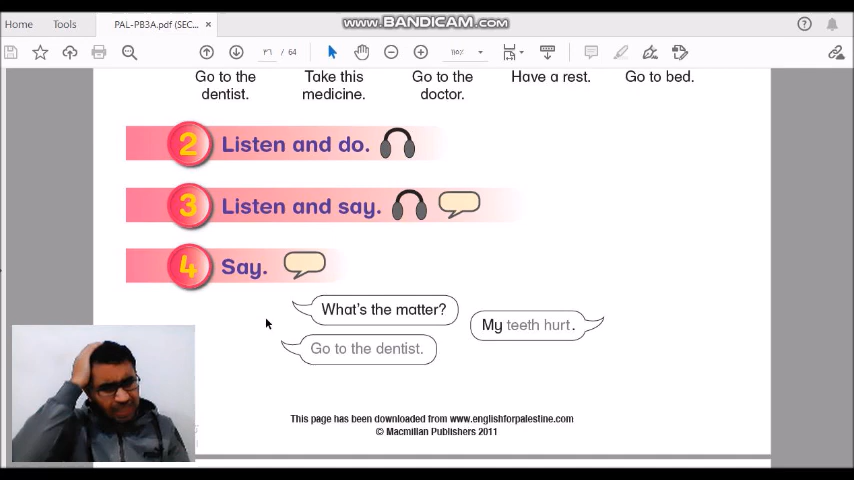 WWW.BANDICAM.COM
Home Tools PAL-PB3A.pdf (SEC... ×
٣٦ / 64 ١١٥%
Go to the dentist.
Take this medicine.
Go to the doctor.
Have a rest.
Go to bed.
2 Listen and do.
3 Listen and say.
4 Say.
What's the matter?
My teeth hurt.
Go to the dentist.
This page has been downloaded from www.englishforpalestine.com
© Macmillan Publishers 2011